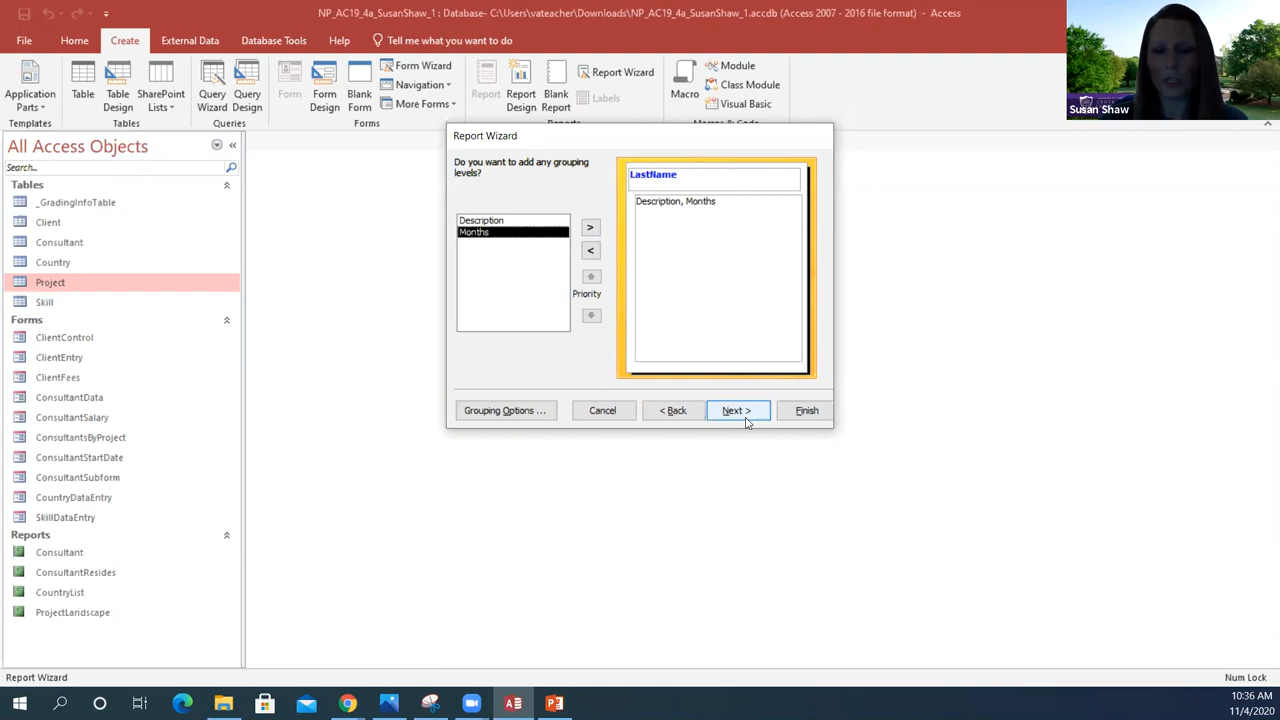 NP_AC19_4a_SusanShaw_1 : Database- C:\Users\vateacher\Downloads\NP_AC19_4a_SusanShaw_1.accdb (Access 2007 - 2016 file format) - Access
File Home Create External Data Database Tools Help Tell me what you want to do
Application Parts
Templates
Table
Table Design
SharePoint Lists
Tables
Query Wizard
Query Design
Queries
Form
Form Design
Blank Form
Form Wizard
Navigation
More Forms
Forms
Report
Report Design
Blank Report
Report Wizard
Labels
Macro
Module
Class Module
Visual Basic
Susan Shaw
All Access Objects
Search...
Tables
_GradingInfoTable
Client
Consultant
Country
Project
Skill
Forms
ClientControl
ClientEntry
ClientFees
ConsultantData
ConsultantSalary
ConsultantsByProject
ConsultantStartDate
ConsultantSubform
CountryDataEntry
SkillDataEntry
Reports
Consultant
ConsultantResides
CountryList
ProjectLandscape
Report Wizard
Do you want to add any grouping
levels?
Description
Months
>
<
Priority
LastName
Description, Months
Grouping Options ... Cancel < Back Next > Finish
Report Wizard
Num Lock
10:36 AM
11/4/2020